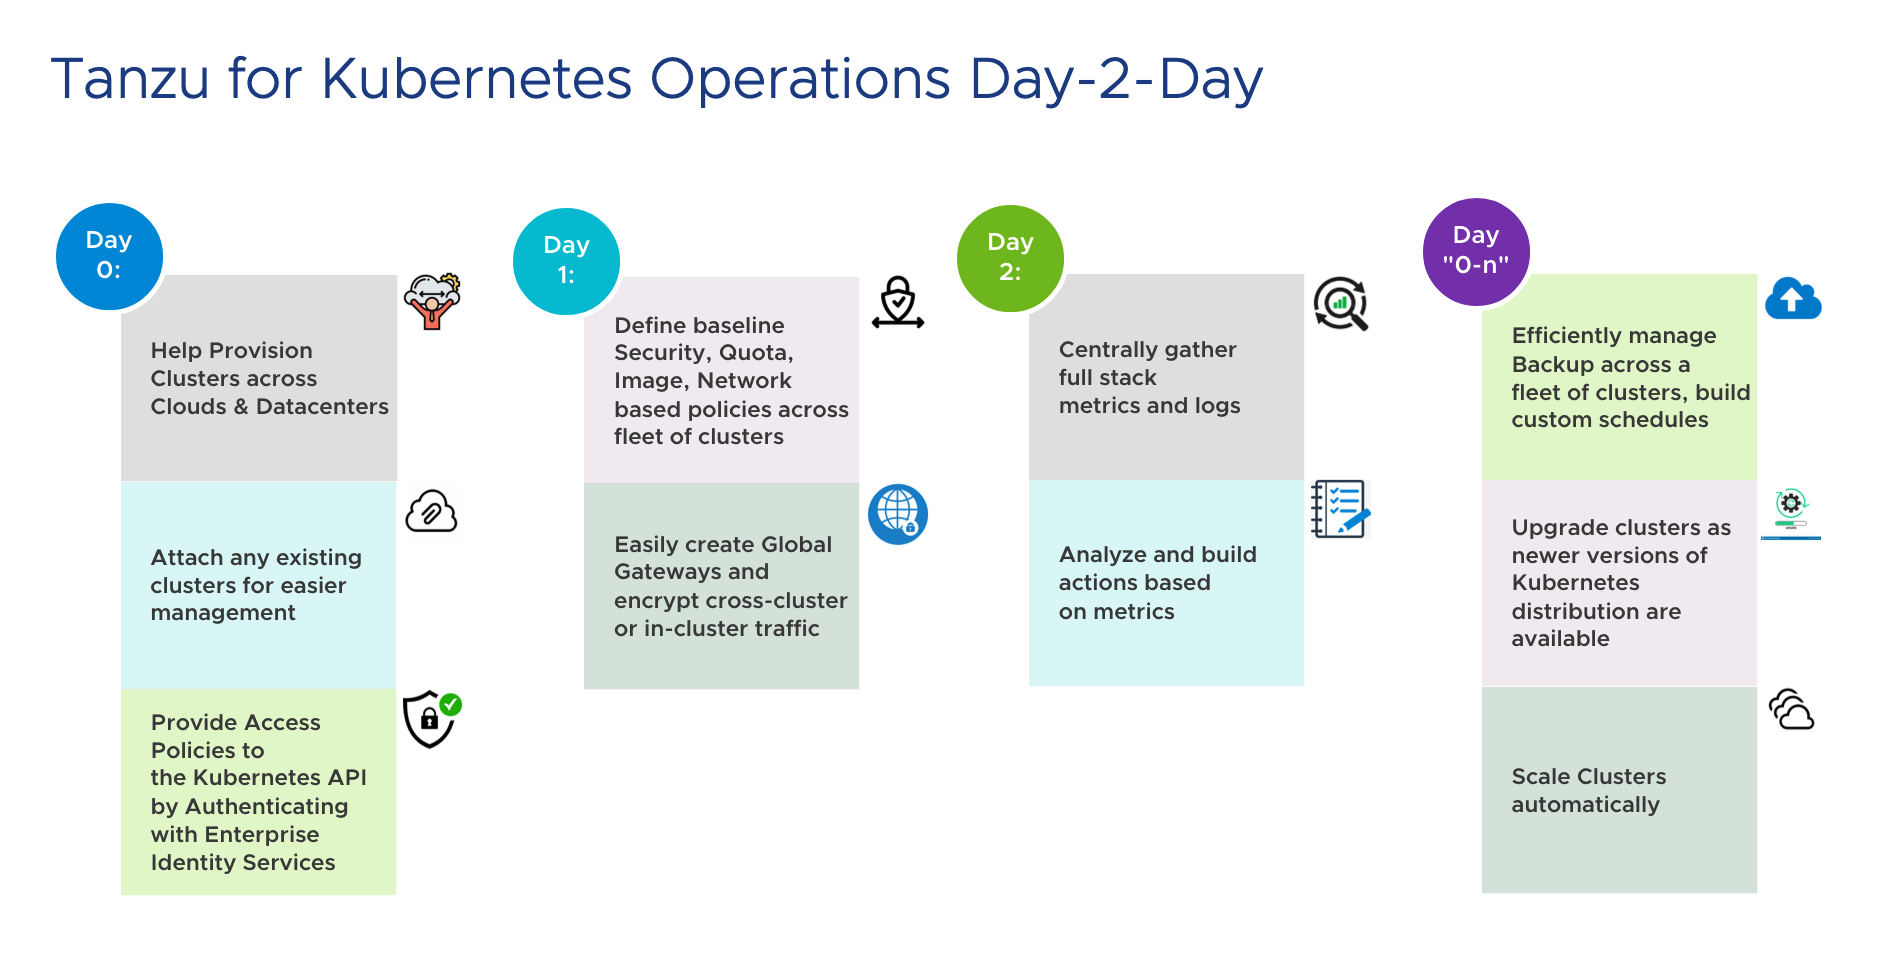 Tanzu for Kubernetes Operations Day-2-Day
Day
0:
Help Provision
Clusters across
Clouds & Datacenters
Attach any existing
clusters for easier
management
Provide Access
Policies to
the Kubernetes API
by Authenticating
with Enterprise
Identity Services
Day
1:
Define baseline
Security, Quota,
Image, Network
based policies across
fleet of clusters
Easily create Global
Gateways and
encrypt cross-cluster
or in-cluster traffic
Day
2:
Centrally gather
full stack
metrics and logs
Analyze and build
actions based
on metrics
Day
"0-n"
Efficiently manage
Backup across a
fleet of clusters, build
custom schedules
Upgrade clusters as
newer versions of
Kubernetes
distribution are
available
Scale Clusters
automatically